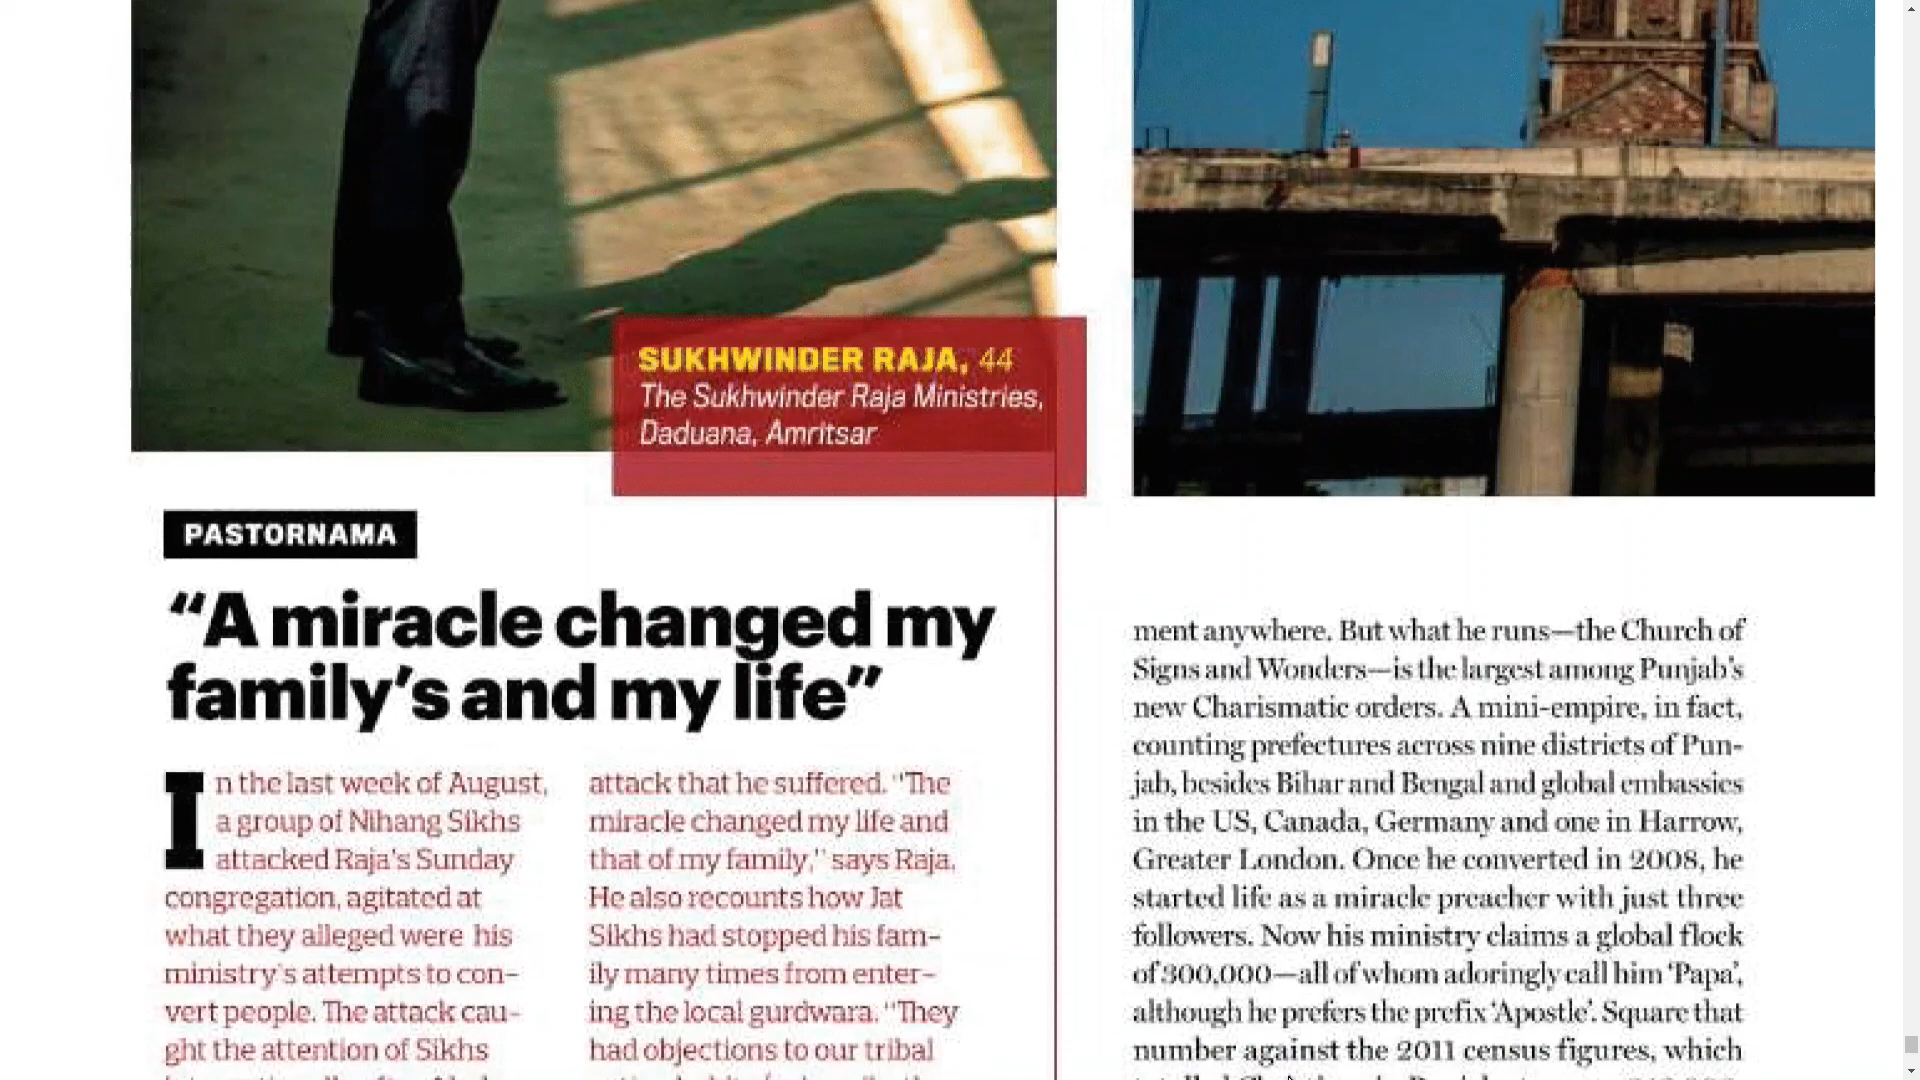 SUKHWINDER RAJA, 44
The Sukhwinder Raja Ministries,
Daduana, Amritsar
PASTORNAMA
“A miracle changed my
family’s and my life”
In the last week of August,
a group of Nihang Sikhs
attacked Raja’s Sunday
congregation, agitated at
what they alleged were his
ministry’s attempts to con-
vert people. The attack cau-
ght the attention of Sikhs
attack that he suffered. “The
miracle changed my life and
that of my family,” says Raja.
He also recounts how Jat
Sikhs had stopped his fam-
ily many times from enter-
ing the local gurdwara. “They
had objections to our tribal
ment anywhere. But what he runs—the Church of
Signs and Wonders—is the largest among Punjab’s
new Charismatic orders. A mini-empire, in fact,
counting prefectures across nine districts of Pun-
jab, besides Bihar and Bengal and global embassies
in the US, Canada, Germany and one in Harrow,
Greater London. Once he converted in 2008, he
started life as a miracle preacher with just three
followers. Now his ministry claims a global flock
of 300,000—all of whom adoringly call him ‘Papa’,
although he prefers the prefix ‘Apostle’. Square that
number against the 2011 census figures, which